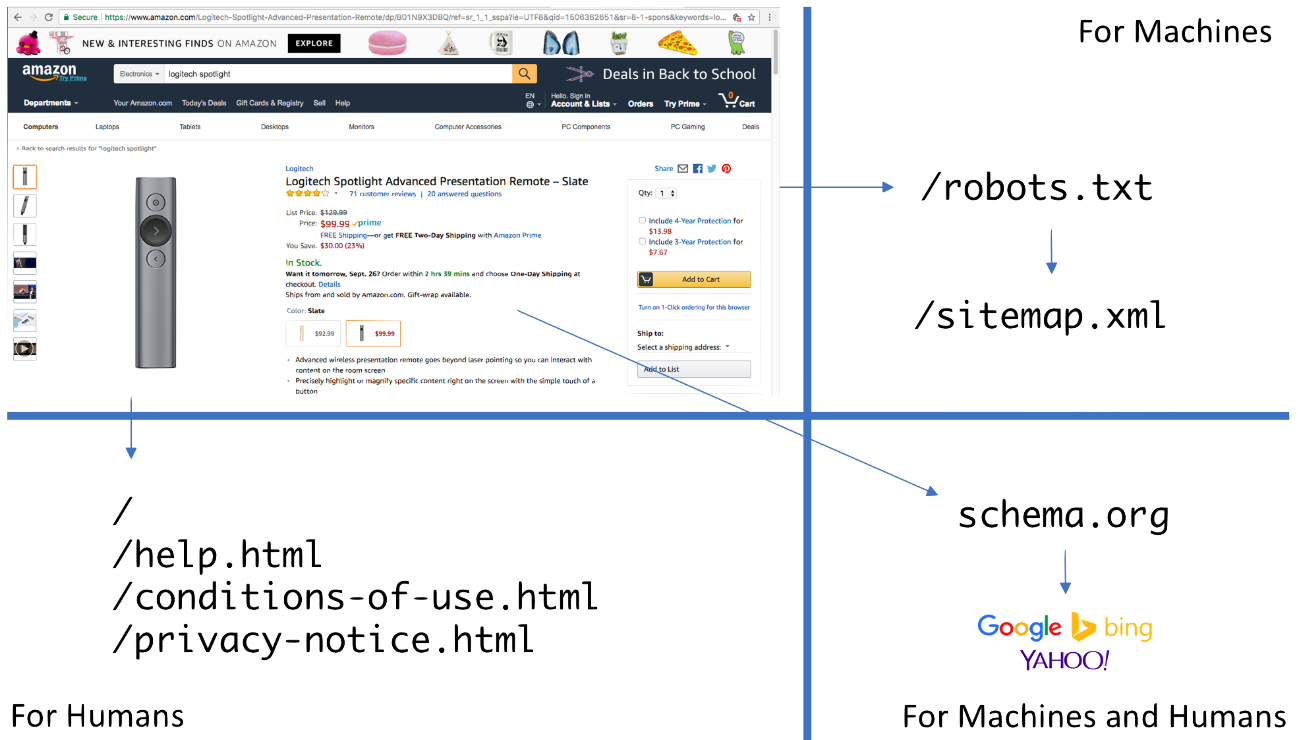 Secure | https://www.amazon.com/Logitech-Spotlight-Advanced-Presentation-Remote/dp/B01N9X3DBQ/ref=sr_1_1_sspa?ie=UTF8&qid=1506362651&sr=8-1-spons&keywords=lo...
NEW & INTERESTING FINDS ON AMAZON EXPLORE
amazon
Try Prime
Electronics logitech spotlight
Deals in Back to School
Departments Your Amazon.com Today's Deals Gift Cards & Registry Sell Help
EN
Hello. Sign in
Account & Lists Orders Try Prime 0 Cart
Computers Laptops Tablets Desktops Monitors Computer Accessories PC Components PC Gaming Deals
‹ Back to search results for "logitech spotlight"
Logitech
Logitech Spotlight Advanced Presentation Remote – Slate
71 customer reviews | 20 answered questions
List Price: $129.99
Price: $99.99 prime
FREE Shipping—or get FREE Two-Day Shipping with Amazon Prime
You Save: $30.00 (23%)
In Stock.
Want it tomorrow, Sept. 26? Order within 2 hrs 39 mins and choose One-Day Shipping at
checkout. Details
Ships from and sold by Amazon.com. Gift-wrap available.
Color: Slate
$92.99 $99.99
• Advanced wireless presentation remote goes beyond laser pointing so you can interact with
content on the room screen
• Precisely highlight or magnify specific content right on the screen with the simple touch of a
button
Share
Qty: 1
Include 4-Year Protection for
$13.98
Include 3-Year Protection for
$7.67
Add to Cart
Turn on 1-Click ordering for this browser
Ship to:
Select a shipping address:
Add to List
For Machines
/robots.txt
/sitemap.xml
/
/help.html
/conditions-of-use.html
/privacy-notice.html
For Humans
schema.org
Google bing
YAHOO!
For Machines and Humans